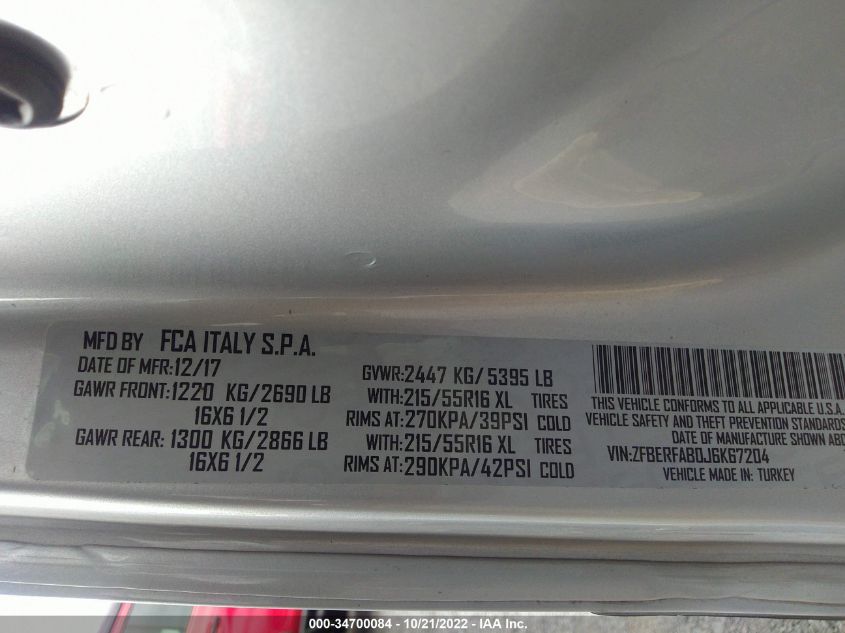 MFD BY FCA ITALY S.P.A.
DATE OF MFR:12/17
GAWR FRONT:1220 KG/2690 LB
16X6 1/2
GAWR REAR: 1300 KG/2866 LB
16X6 1/2
GVWR:2447 KG/5395 LB
WITH:215/55R16 XL TIRES
RIMS AT:270KPA/39PSI COLD
WITH:215/55R16 XL TIRES
RIMS AT:290KPA/42PSI COLD
THIS VEHICLE CONFORMS TO ALL APPLICABLE U.S.A.
VEHICLE SAFETY AND THEFT PREVENTION STANDARDS
DATE OF MANUFACTURE SHOWN
VIN:ZFBERFAB0J6K67204
VEHICLE MADE IN: TURKEY
000-34700084 - 10/21/2022 - IAA Inc.